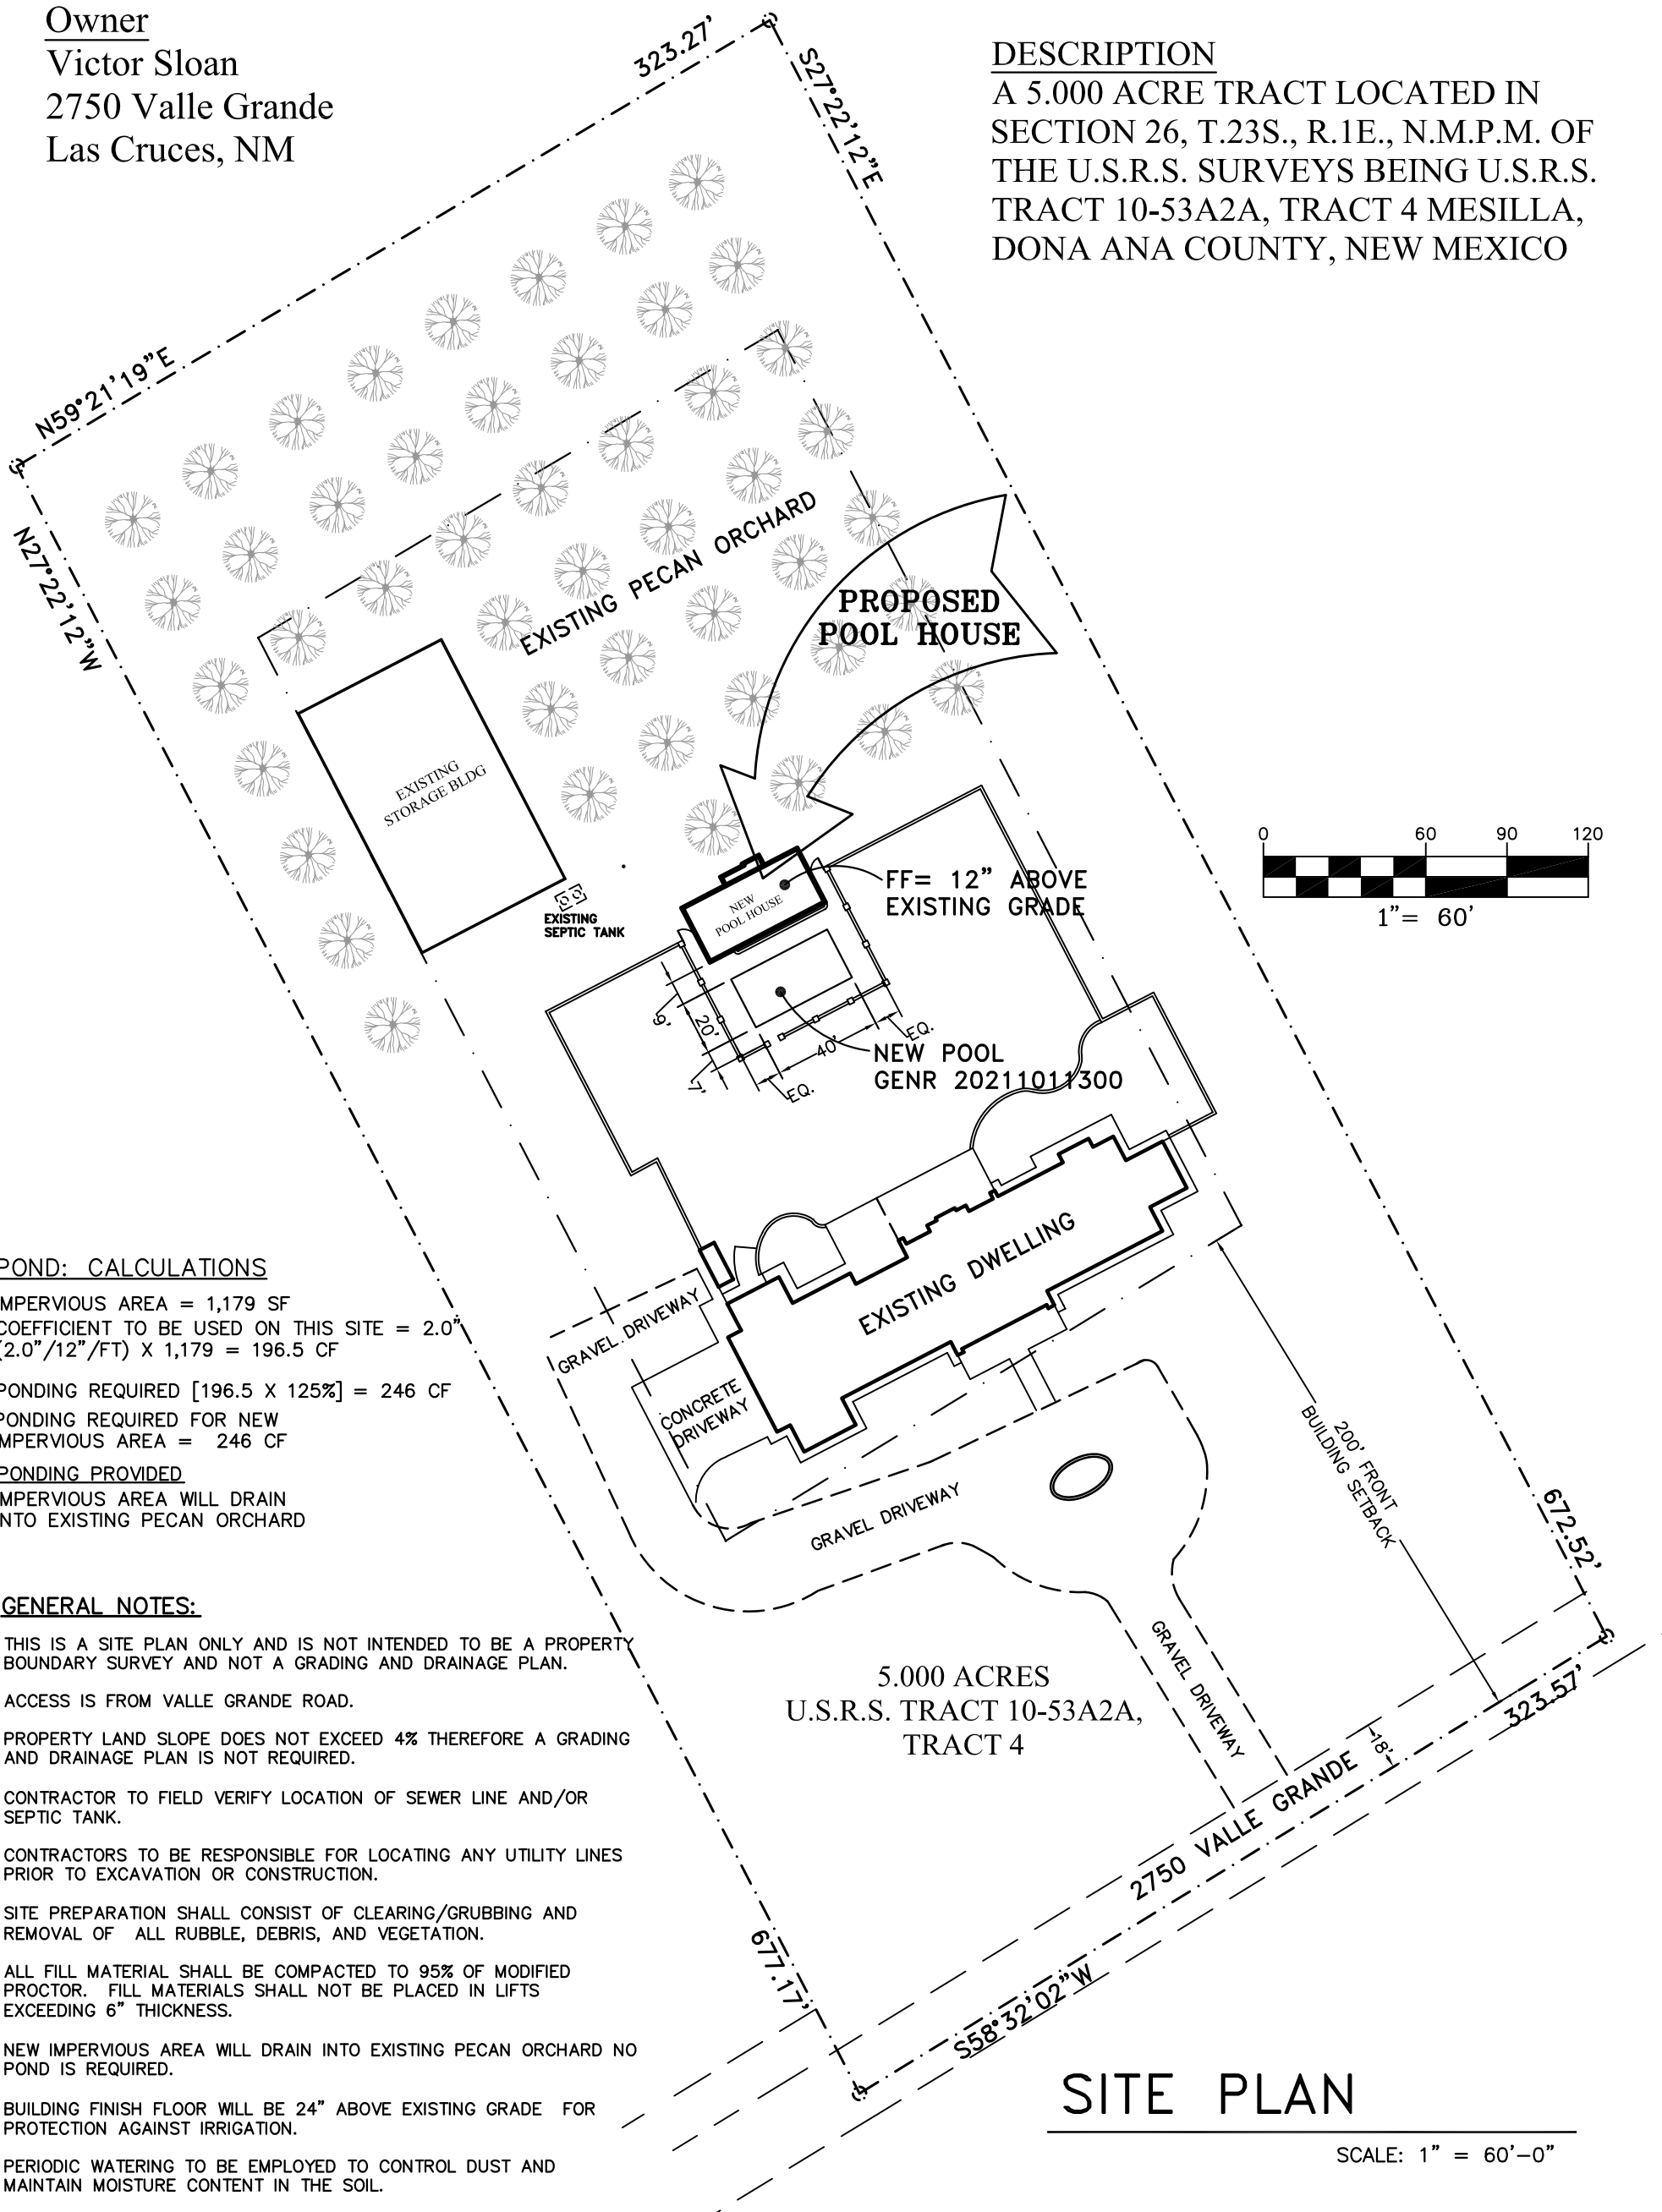 Owner
Victor Sloan
2750 Valle Grande
Las Cruces, NM
DESCRIPTION
A 5.000 ACRE TRACT LOCATED IN
SECTION 26, T.23S., R.1E., N.M.P.M. OF
THE U.S.R.S. SURVEYS BEING U.S.R.S.
TRACT 10-53A2A, TRACT 4 MESILLA,
DONA ANA COUNTY, NEW MEXICO
323.27'
S27°22'12"E
N59°21'19"E
N27°22'12"W
EXISTING PECAN ORCHARD
PROPOSED
POOL HOUSE
EXISTING
STORAGE BLDG
EXISTING
SEPTIC TANK
NEW
POOL HOUSE
FF= 12" ABOVE
EXISTING GRADE
0 60 90 120
1"= 60'
9'
20'
7'
EQ.
40'
EQ.
NEW POOL
GENR 20211011300
EXISTING DWELLING
GRAVEL DRIVEWAY
CONCRETE
DRIVEWAY
GRAVEL DRIVEWAY
GRAVEL DRIVEWAY
200' FRONT
BUILDING SETBACK
672.52'
323.57'
18'
2750 VALLE GRANDE
S58°32'02"W
677.17'
5.000 ACRES
U.S.R.S. TRACT 10-53A2A,
TRACT 4
POND: CALCULATIONS
MPERVIOUS AREA = 1,179 SF
COEFFICIENT TO BE USED ON THIS SITE = 2.0"
(2.0"/12"/FT) X 1,179 = 196.5 CF
PONDING REQUIRED [196.5 X 125%] = 246 CF
PONDING REQUIRED FOR NEW
MPERVIOUS AREA = 246 CF
PONDING PROVIDED
MPERVIOUS AREA WILL DRAIN
NTO EXISTING PECAN ORCHARD
GENERAL NOTES:
THIS IS A SITE PLAN ONLY AND IS NOT INTENDED TO BE A PROPERTY
BOUNDARY SURVEY AND NOT A GRADING AND DRAINAGE PLAN.
ACCESS IS FROM VALLE GRANDE ROAD.
PROPERTY LAND SLOPE DOES NOT EXCEED 4% THEREFORE A GRADING
AND DRAINAGE PLAN IS NOT REQUIRED.
CONTRACTOR TO FIELD VERIFY LOCATION OF SEWER LINE AND/OR
SEPTIC TANK.
CONTRACTORS TO BE RESPONSIBLE FOR LOCATING ANY UTILITY LINES
PRIOR TO EXCAVATION OR CONSTRUCTION.
SITE PREPARATION SHALL CONSIST OF CLEARING/GRUBBING AND
REMOVAL OF ALL RUBBLE, DEBRIS, AND VEGETATION.
ALL FILL MATERIAL SHALL BE COMPACTED TO 95% OF MODIFIED
PROCTOR. FILL MATERIALS SHALL NOT BE PLACED IN LIFTS
EXCEEDING 6" THICKNESS.
NEW IMPERVIOUS AREA WILL DRAIN INTO EXISTING PECAN ORCHARD NO
POND IS REQUIRED.
BUILDING FINISH FLOOR WILL BE 24" ABOVE EXISTING GRADE FOR
PROTECTION AGAINST IRRIGATION.
PERIODIC WATERING TO BE EMPLOYED TO CONTROL DUST AND
MAINTAIN MOISTURE CONTENT IN THE SOIL.
SITE PLAN
SCALE: 1" = 60'-0"